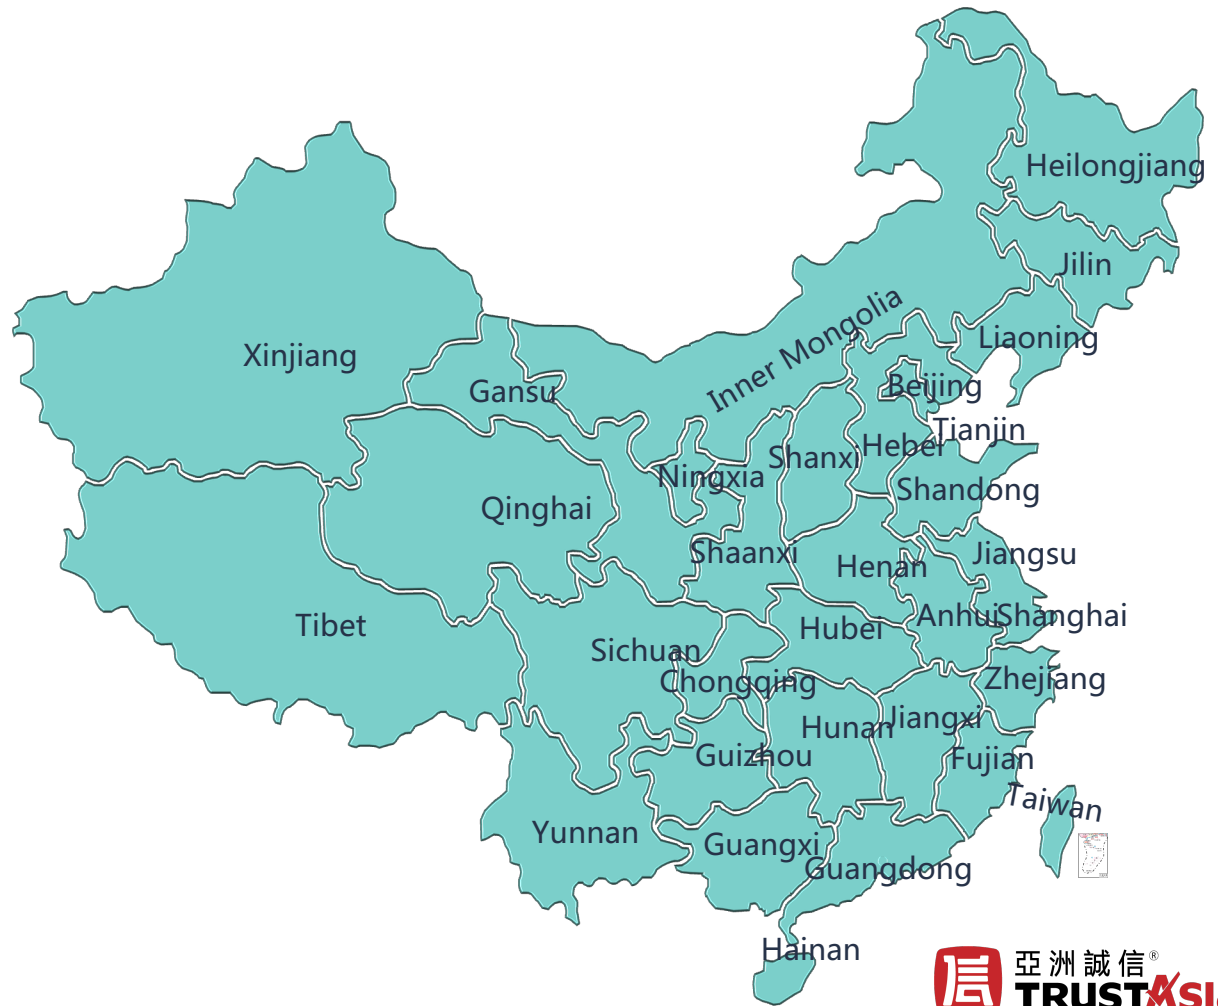 Heilongjiang
Jilin
Inner Mongolia
Liaoning
Xinjiang
Gansu
Beijing
Tianjin
Hebei
Shanxi
Ningxia
Shandong
Qinghai
Shaanxi
Henan
Jiangsu
Tibet
Anhui
Shanghai
Hubei
Sichuan
Chongqing
Zhejiang
Hunan
Jiangxi
Guizhou
Fujian
Taiwan
Yunnan
Guangxi
Guangdong
Hainan
亞洲誠信®
TRUSTASI